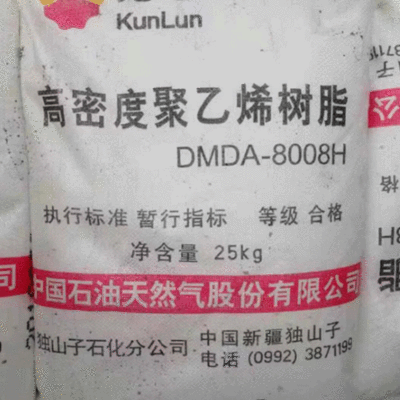 KunLun
高密度聚乙烯树脂
DMDA-8008H
执行标准 暂行指标 等级 合格
净含量 25kg
中国石油天然气股份有限公司
独山子石化分公司
中国新疆独山子
电话 (0992) 3871199
公司